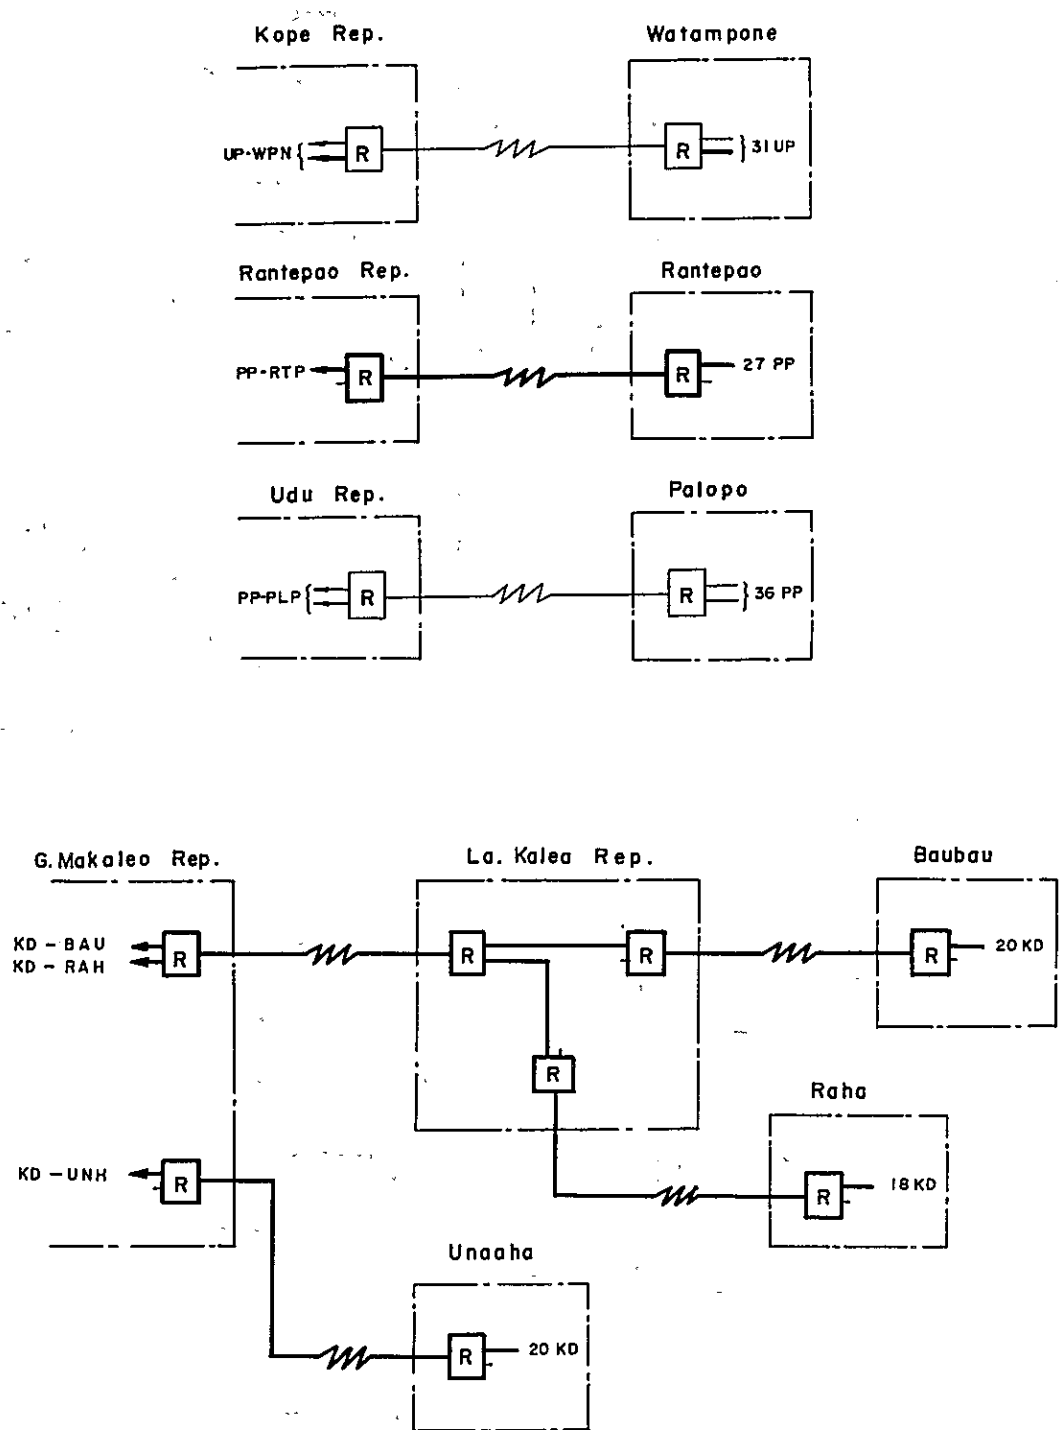 Kope Rep. Watampone
UP-WPN R R 31 UP
Rantepao Rep. Rantepao
PP-RTP R R 27 PP
Udu Rep. Palopo
PP-PLP R R 36 PP
G. Makaleo Rep. La. Kalea Rep. Baubau
KD - BAU
KD - RAH
R R R R 20 KD
R
Raha
KD - UNH R R 18 KD
Unaaha
R 20 KD